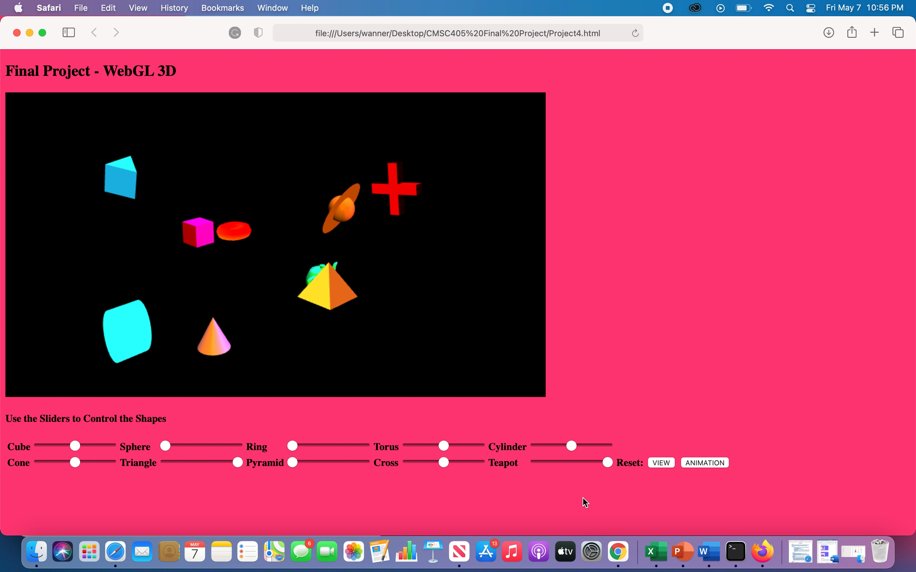 Safari File Edit View History Bookmarks Window Help Fri May 7 10:56 PM
file:///Users/wanner/Desktop/CMSC405%20Final%20Project/Project4.html
Final Project - WebGL 3D
Use the Sliders to Control the Shapes
Cube Sphere Ring Torus Cylinder
Cone Triangle Pyramid Cross Teapot Reset: VIEW ANIMATION